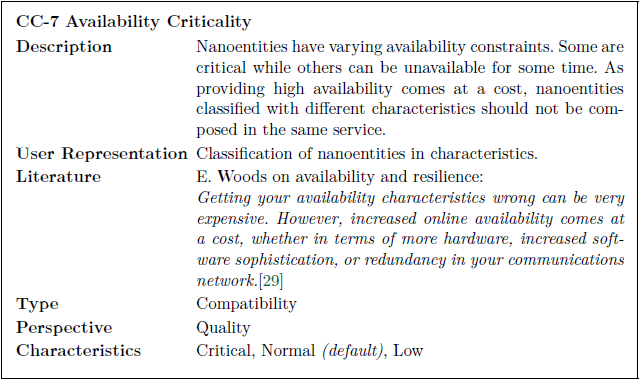 CC-7 Availability Criticality
Description Nanoentities have varying availability constraints. Some are
critical while others can be unavailable for some time. As
providing high availability comes at a cost, nanoentities
classified with different characteristics should not be com-
posed in the same service.
User Representation Classification of nanoentities in characteristics.
Literature E. Woods on availability and resilience:
Getting your availability characteristics wrong can be very
expensive. However, increased online availability comes at
a cost, whether in terms of more hardware, increased soft-
ware sophistication, or redundancy in your communications
network.[29]
Type Compatibility
Perspective Quality
Characteristics Critical, Normal (default), Low